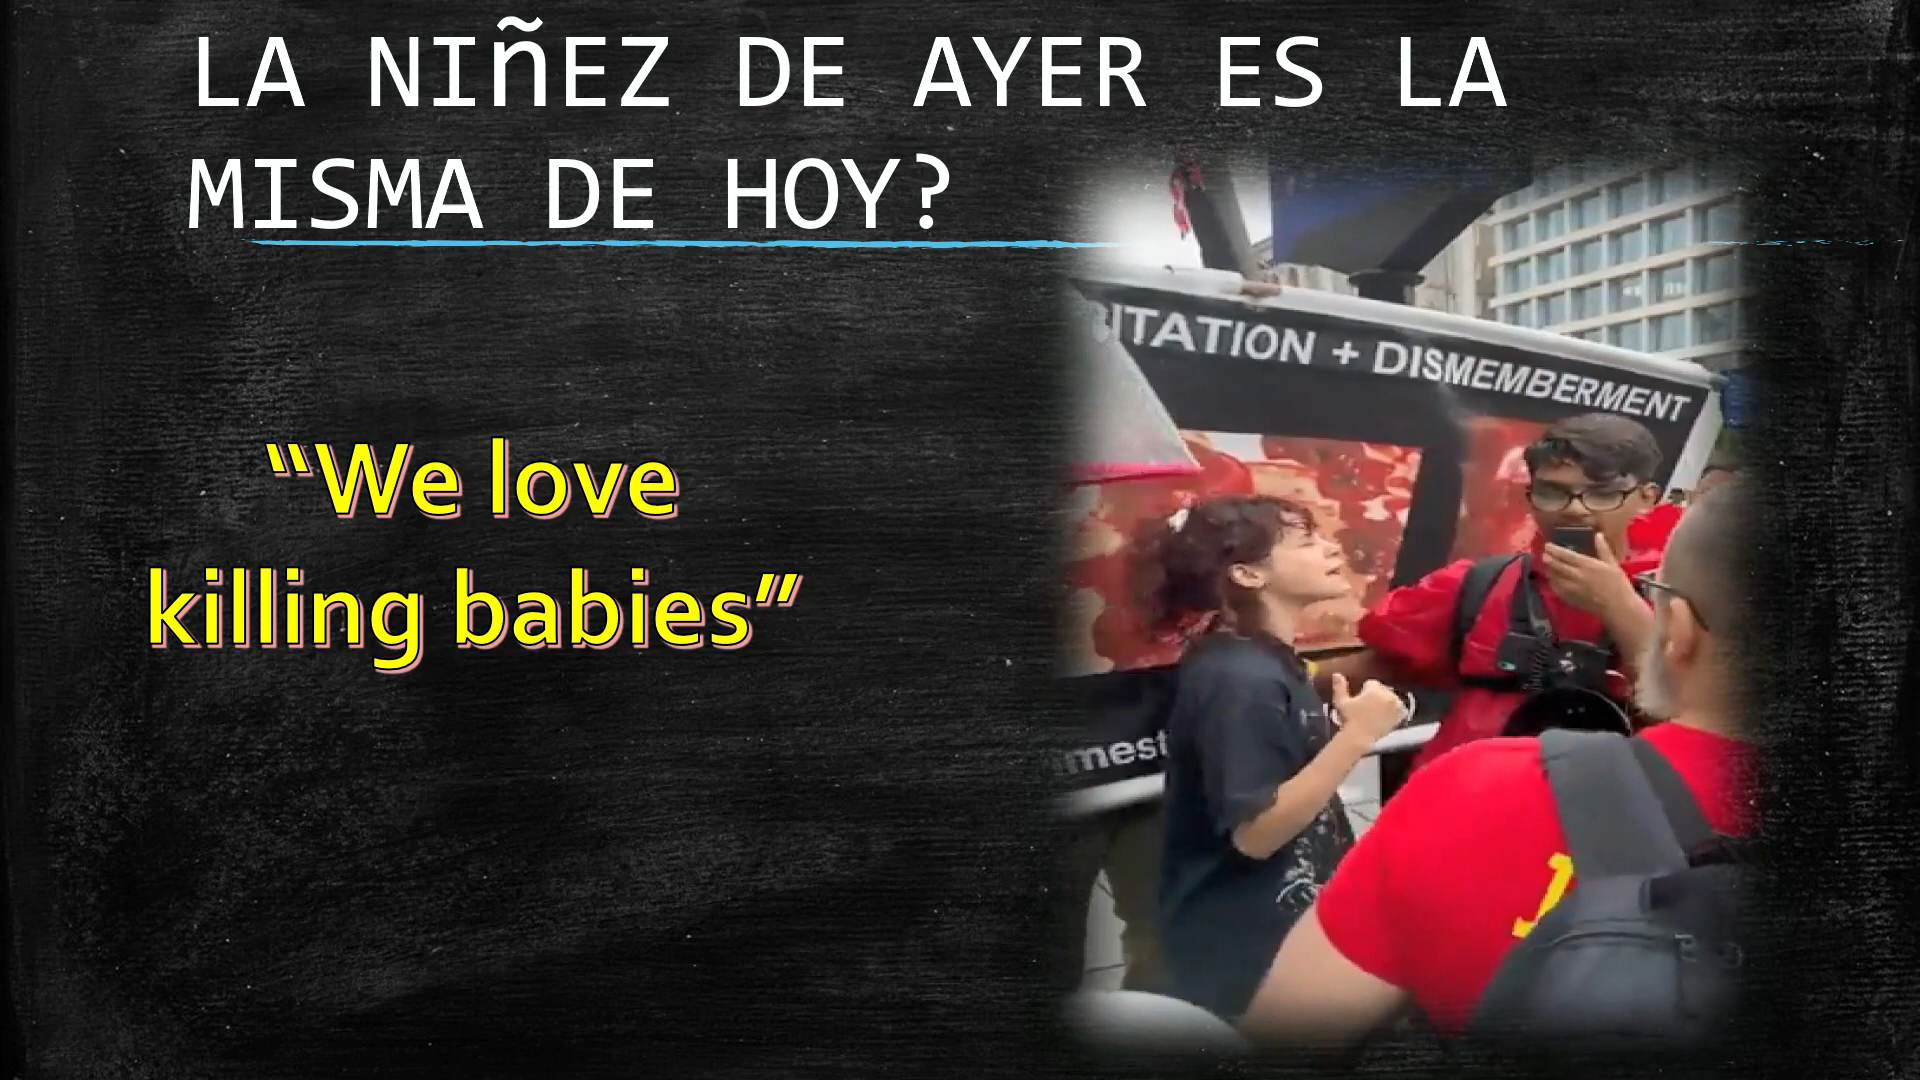 LA NIñEZ DE AYER ES LA
MISMA DE HOY?
ITATION + DISMEMBERMENT
“We love
killing babies”
mest